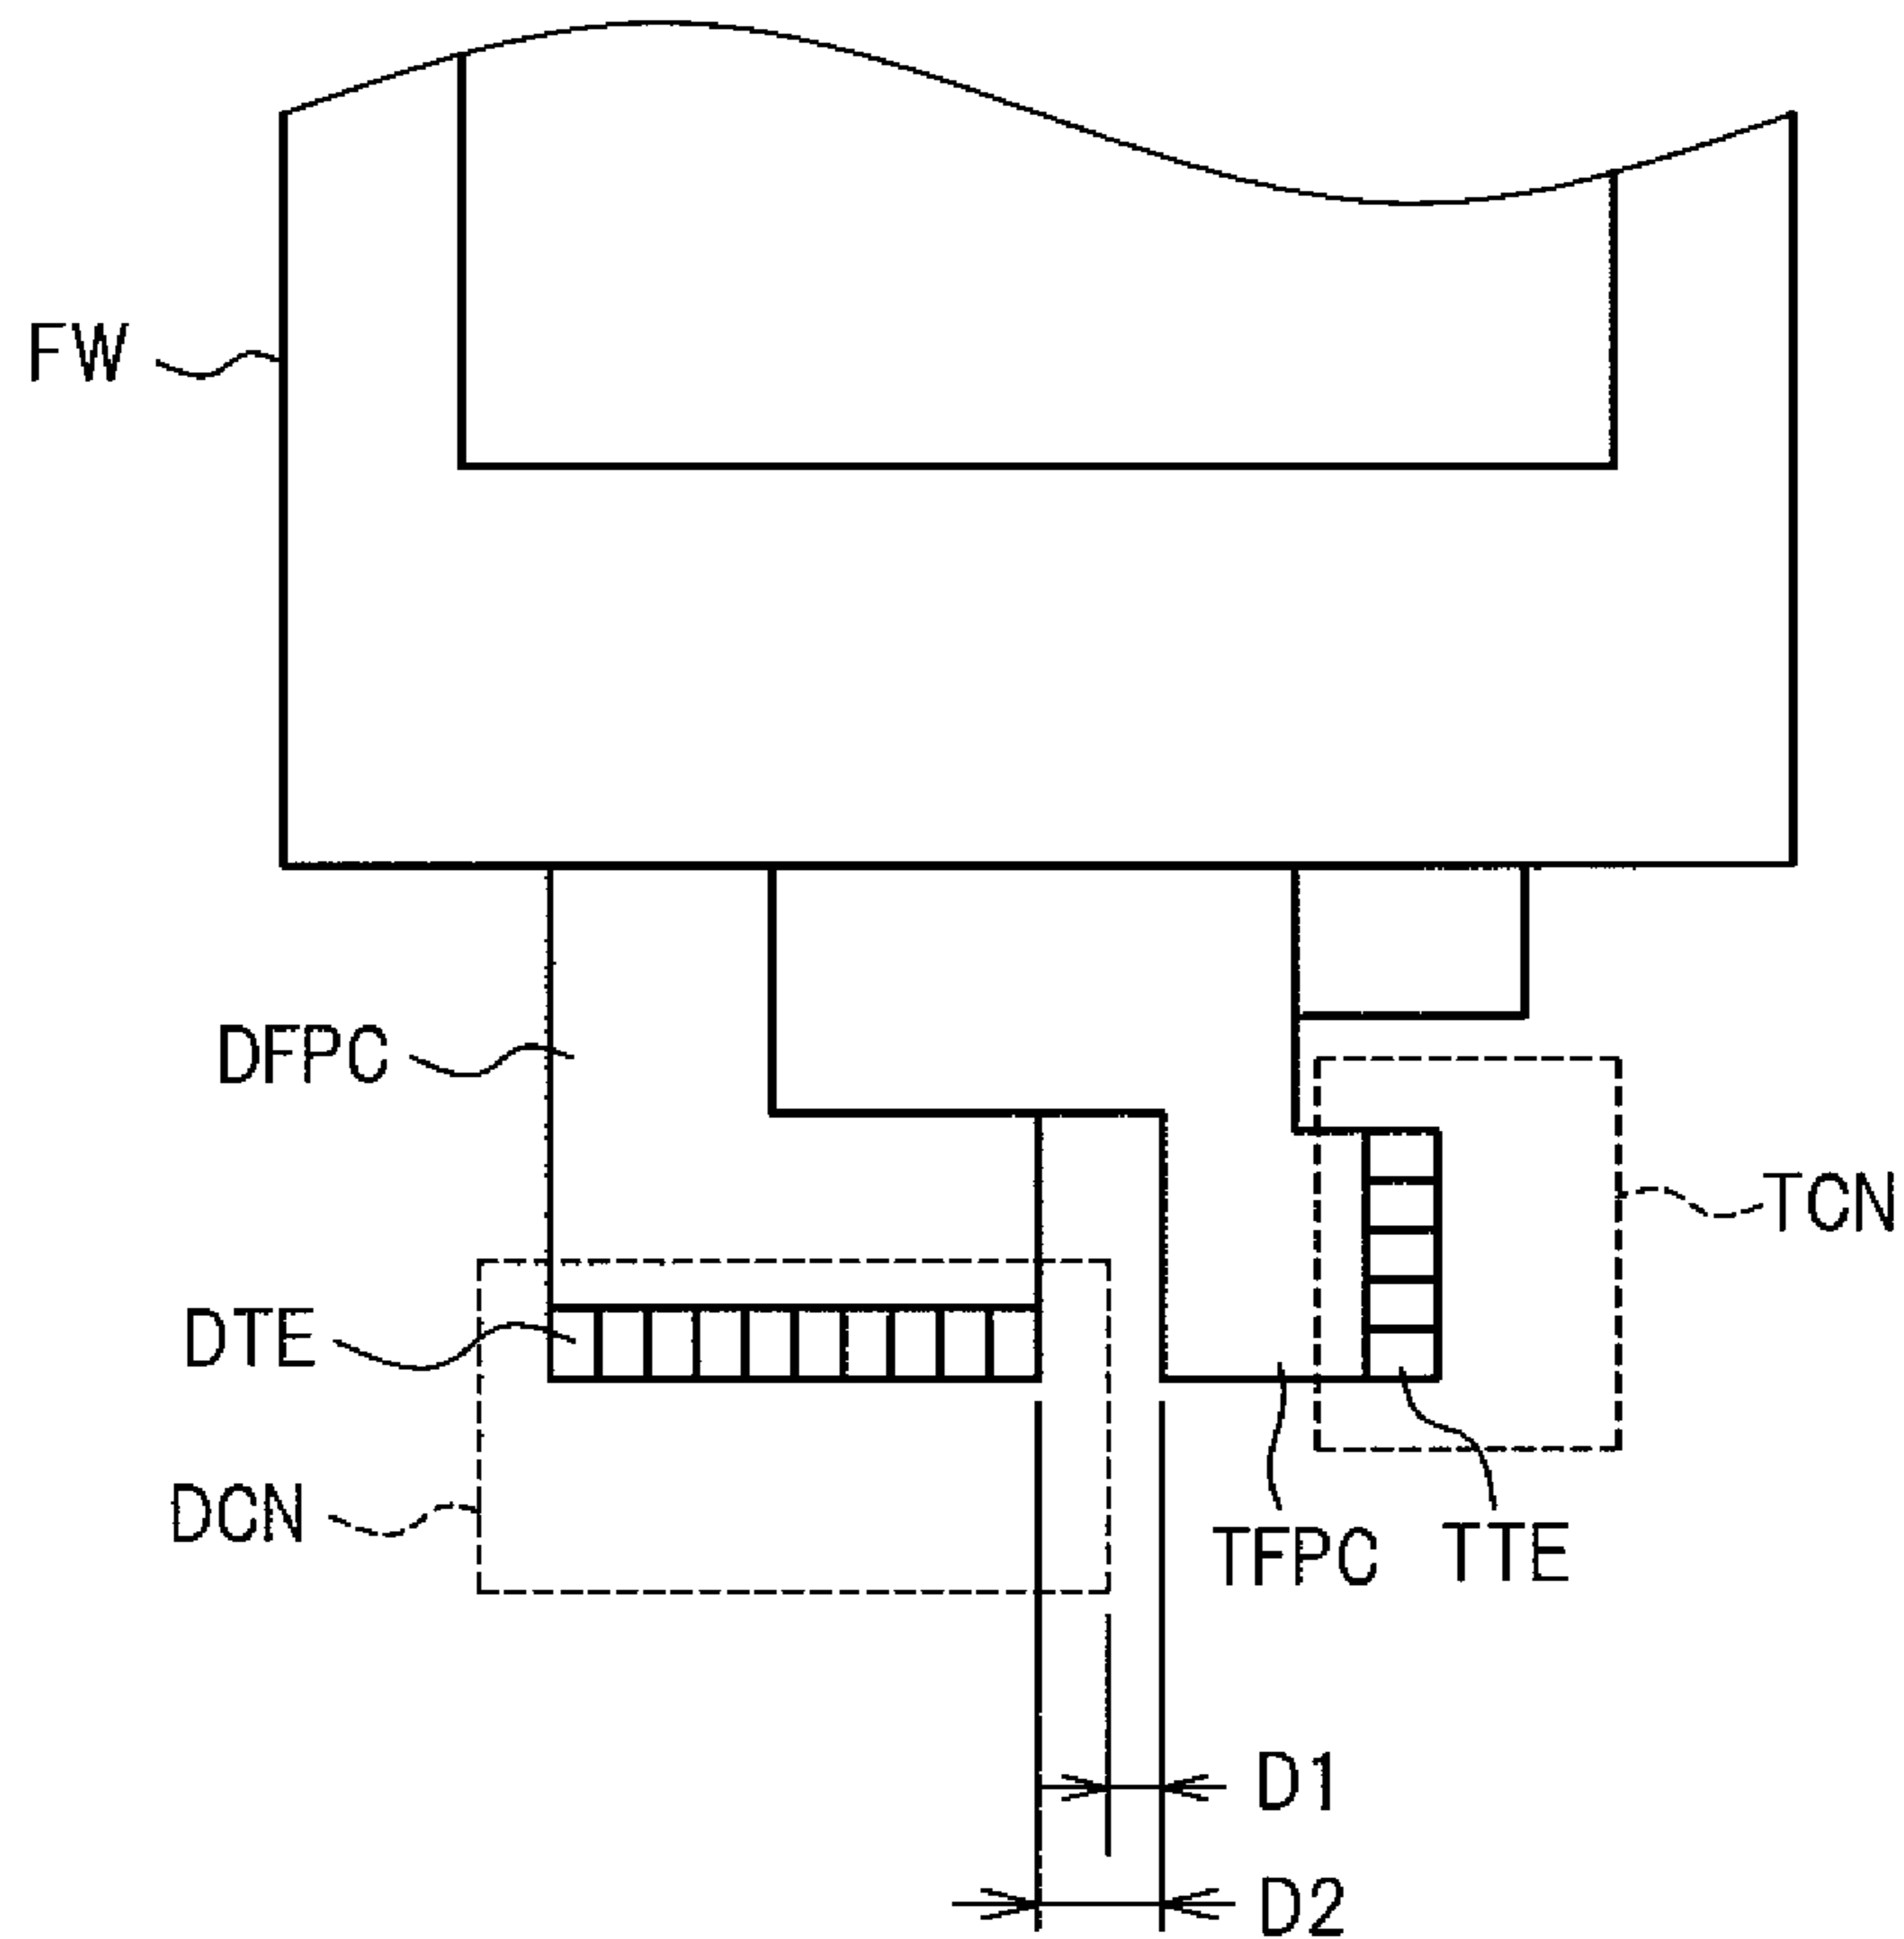 FW
DFPC
TCN
DTE
DCN
TFPC TTE
D1
D2